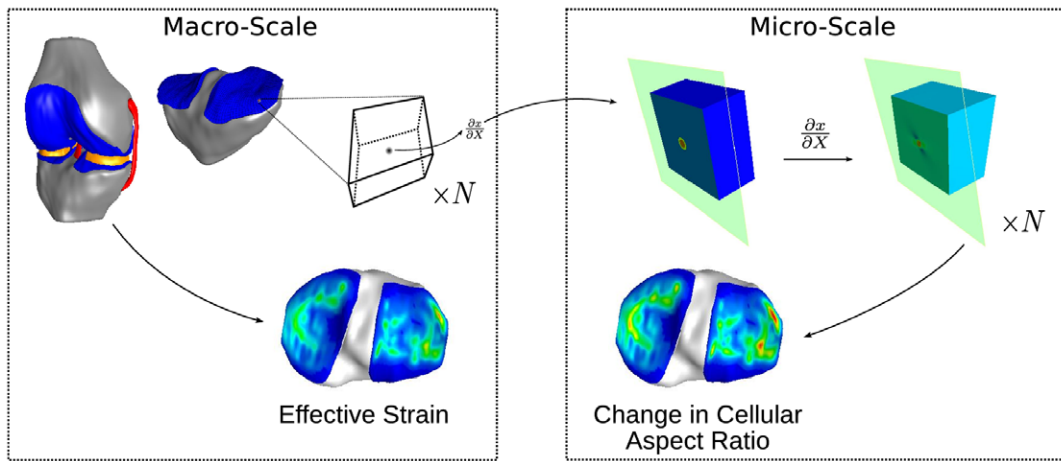 Macro-Scale
∂x/∂X
×N
Effective Strain
Micro-Scale
∂x/∂X
×N
Change in Cellular
Aspect Ratio